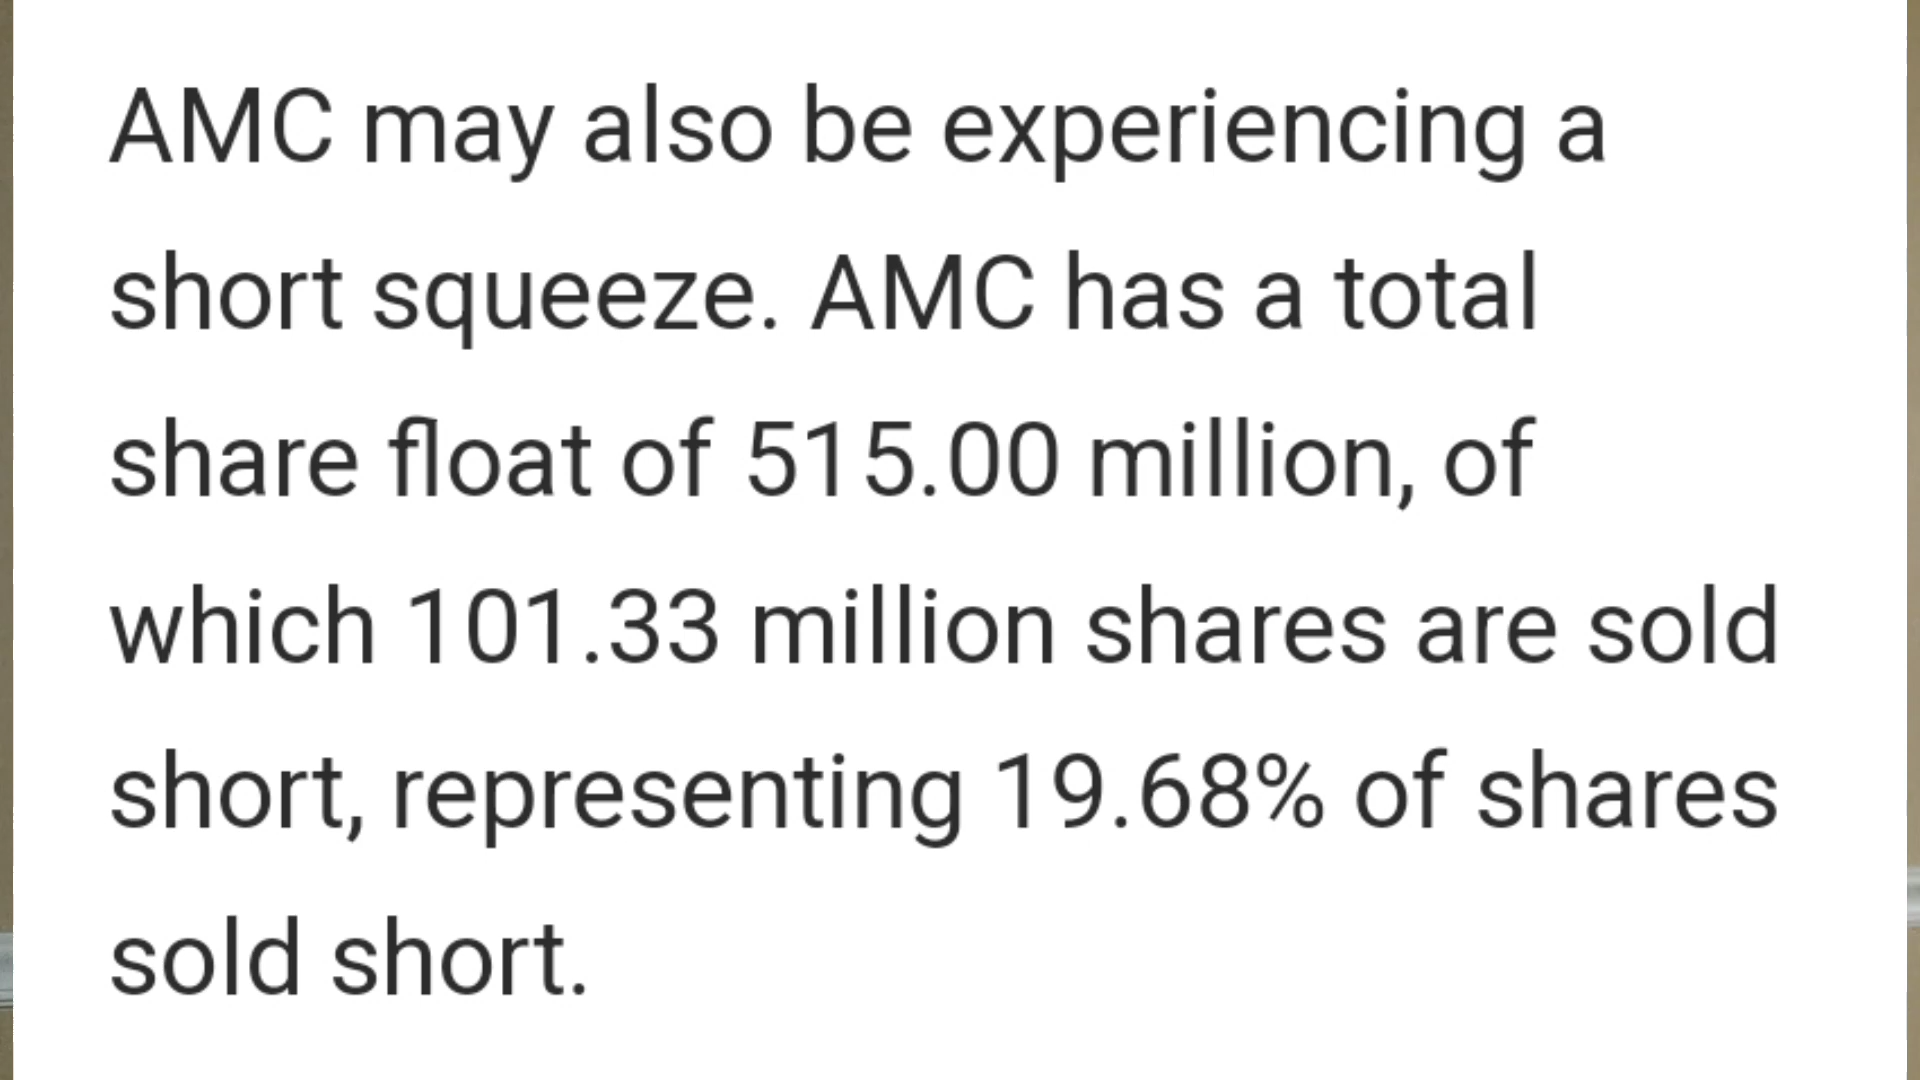 AMC may also be experiencing a
short squeeze. AMC has a total
share float of 515.00 million, of
which 101.33 million shares are sold
short, representing 19.68% of shares
sold short.